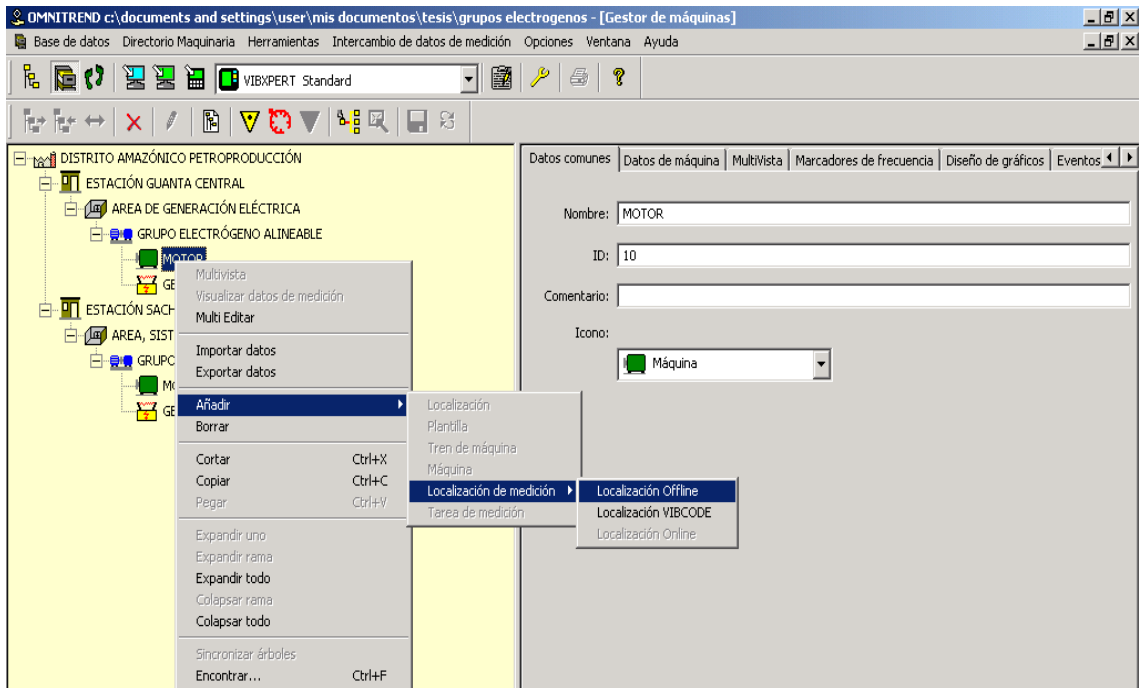 OMNITREND c:\documents and settings\user\mis documentos\tesis\grupos electrogenos - [Gestor de máquinas]
Base de datos Directorio Maquinaria Herramientas Intercambio de datos de medición Opciones Ventana Ayuda
VIBXPERT Standard
DISTRITO AMAZÓNICO PETROPRODUCCIÓN
ESTACIÓN GUANTA CENTRAL
AREA DE GENERACIÓN ELÉCTRICA
GRUPO ELECTRÓGENO ALINEABLE
MOTOR
GE
ESTACIÓN SACH
AREA, SIST
GRUPO
MO
GE
Multivista
Visualizar datos de medición
Multi Editar
Importar datos
Exportar datos
Añadir
Borrar
Cortar Ctrl+X
Copiar Ctrl+C
Pegar Ctrl+V
Expandir uno
Expandir rama
Expandir todo
Colapsar rama
Colapsar todo
Sincronizar árboles
Encontrar... Ctrl+F
Localización
Plantilla
Tren de máquina
Máquina
Localización de medición
Tarea de medición
Localización Offline
Localización VIBCODE
Localización Online
Datos comunes Datos de máquina MultiVista Marcadores de frecuencia Diseño de gráficos Eventos
Nombre: MOTOR
ID: 10
Comentario:
Icono:
Máquina